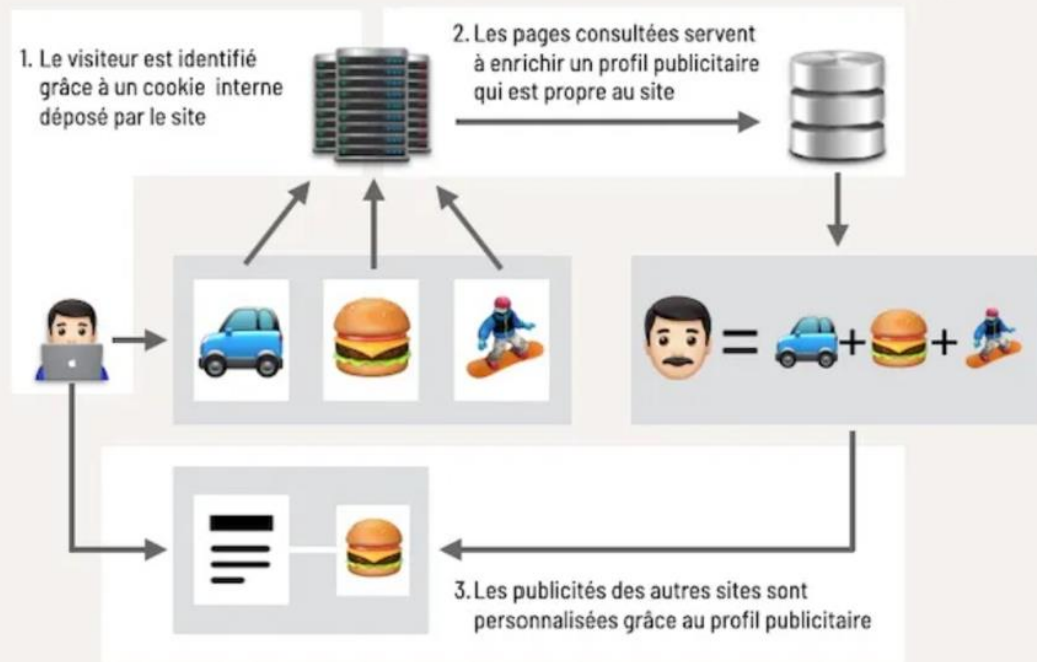 1. Le visiteur est identifié
grâce à un cookie interne
déposé par le site
2. Les pages consultées servent
à enrichir un profil publicitaire
qui est propre au site
3. Les publicités des autres sites sont
personnalisées grâce au profil publicitaire